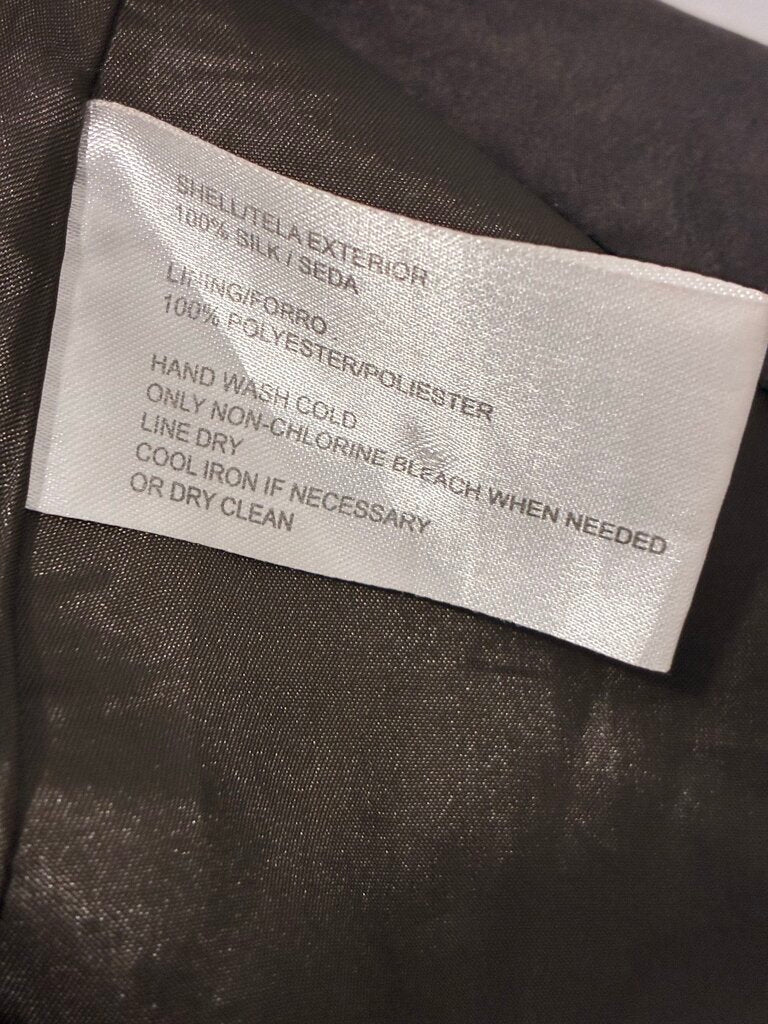 SHELL/TELA EXTERIOR
100% SILK / SEDA
LINING/FORRO
100% POLYESTER/POLIESTER
HAND WASH COLD
ONLY NON-CHLORINE BLEACH WHEN NEEDED
LINE DRY
COOL IRON IF NECESSARY
OR DRY CLEAN